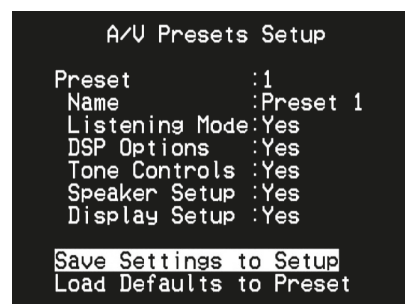 A/V Presets Setup
Preset :1
Name :Preset 1
Listening Mode:Yes
DSP Options :Yes
Tone Controls :Yes
Speaker Setup :Yes
Display Setup :Yes
Save Settings to Setup
Load Defaults to Preset